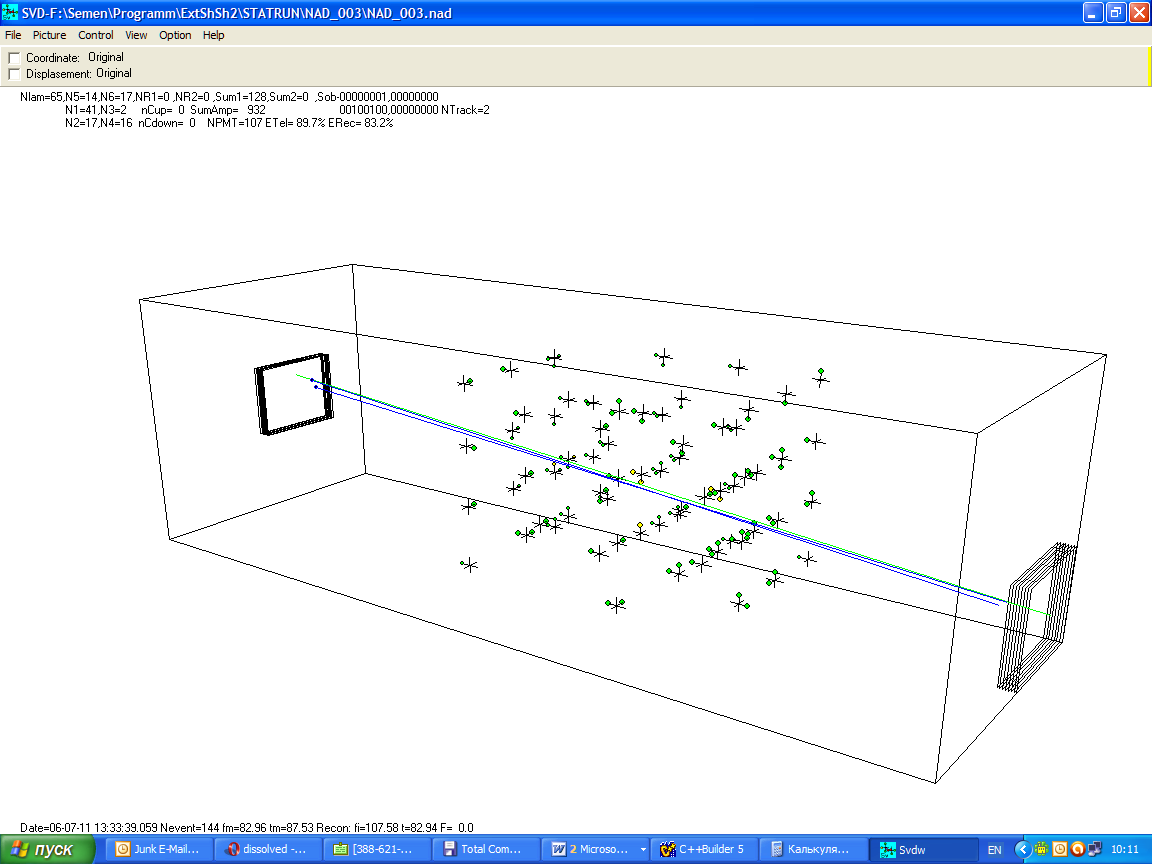 SVD-F:\Semen\Programm\ExtShSh2\STATRUN\NAD_003\NAD_003.nad
File Picture Control View Option Help
Coordinate: Original
Displasement: Original
Nlam=65,N5=14,N6=17,NR1=0 ,NR2=0 ,Sum1=128,Sum2=0 ,Sob-00000001,00000000
N1=41,N3=2 nCup= 0 SumAmp= 932 00100100,00000000 NTrack=2
N2=17,N4=16 nCdown= 0 NPMT=107 ETel= 89.7% ERec= 83.2%
Date=06-07-11 13:33:39.059 Nevent=144 fm=82.96 tm=87.53 Recon: fi=107.58 t=82.94 F= 0.0
пуск Junk E-Mail... dissolved -... [388-621-... Total Com... 2 Microso... C++Builder 5 Калькуля... Svdw EN 10:11